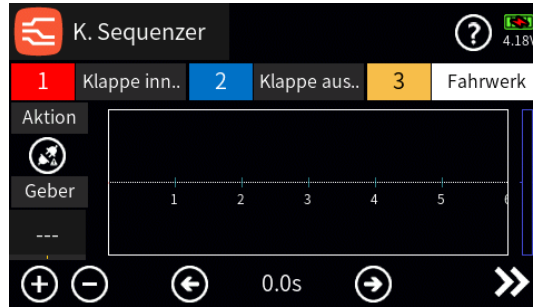 K. Sequenzer
?
4.18V
1 Klappe inn.. 2 Klappe aus.. 3 Fahrwerk
Aktion
Geber
1 2 3 4 5 6
---
0.0s